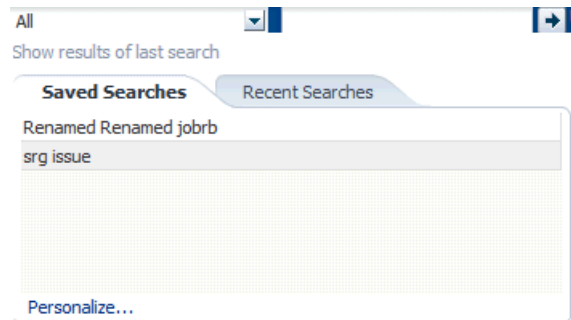 All
Show results of last search
Saved Searches Recent Searches
Renamed Renamed jobrb
srg issue
Personalize...